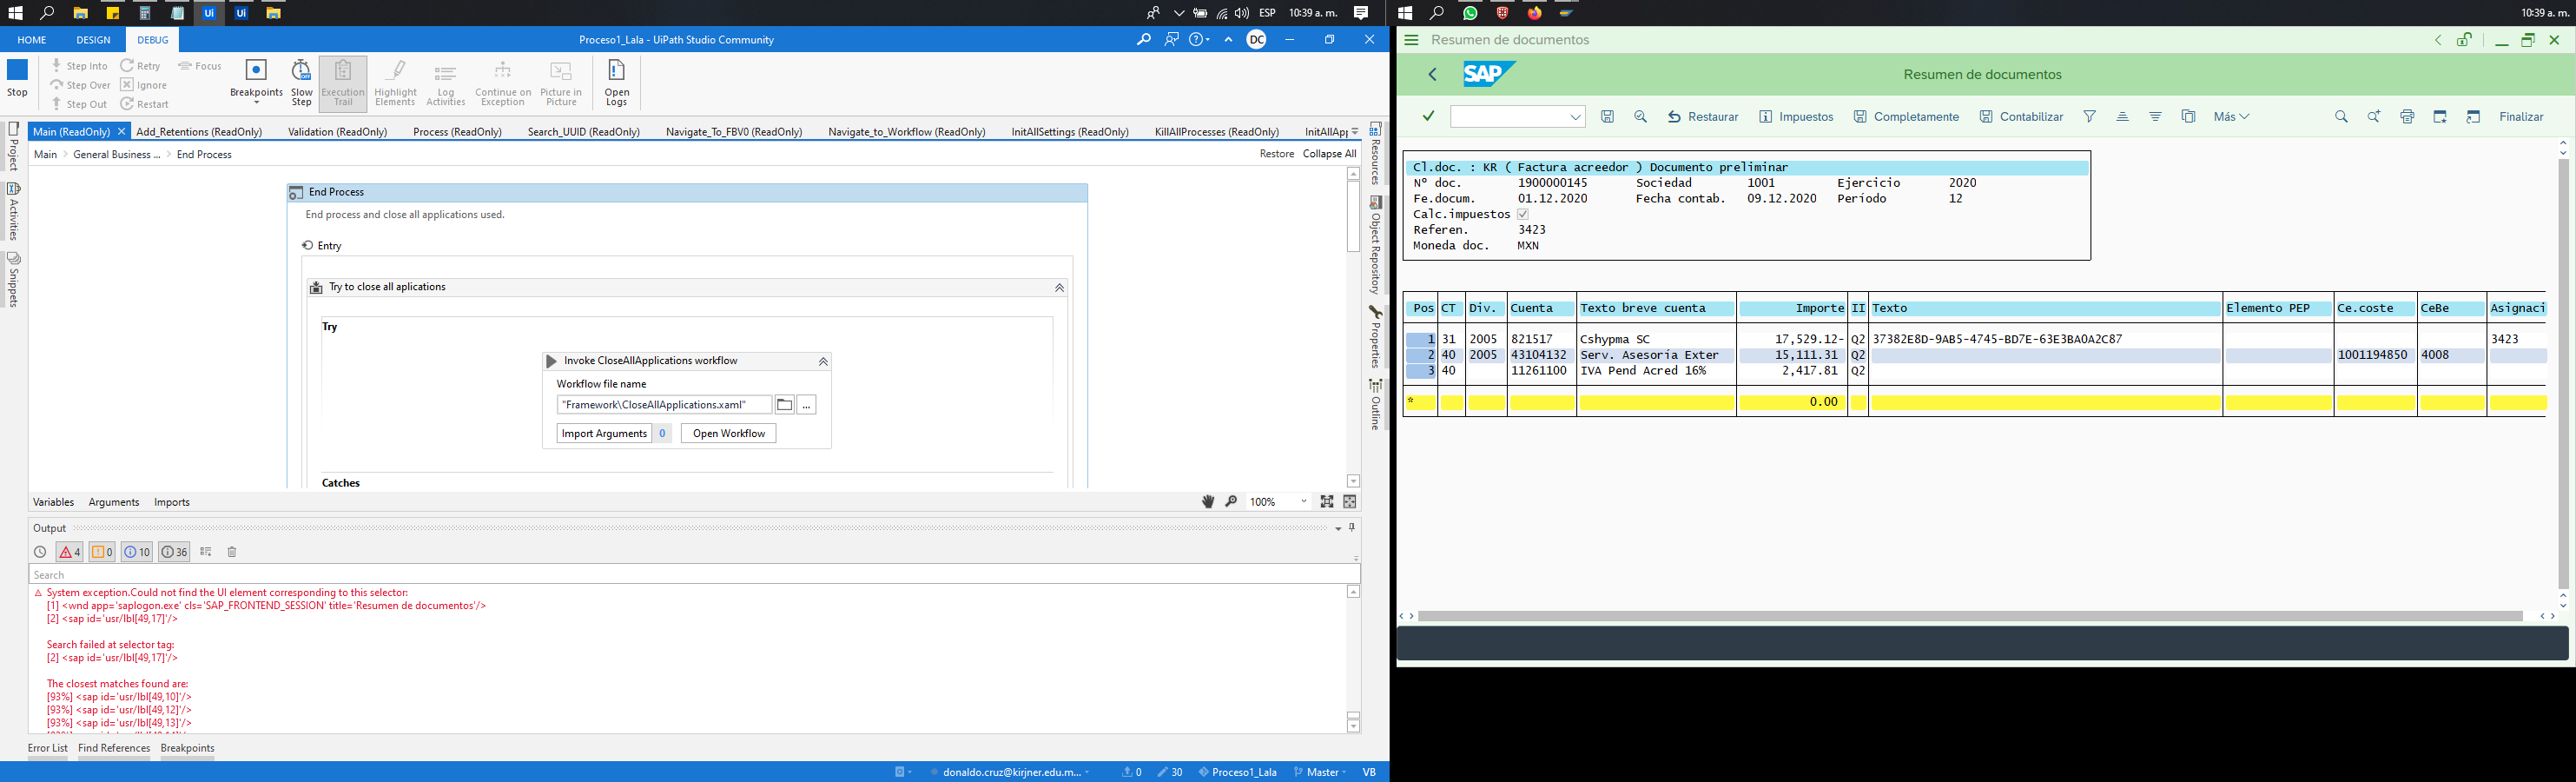 ESP
10:39 a. m.
10:39 a. m.
HOME
DESIGN
DEBUG
Proceso1_Lala - UiPath Studio Community
DC
Stop
Step Into
Step Over
Step Out
Retry
Ignore
Restart
Focus
Breakpoints
Slow Step
Execution Trail
Highlight Elements
Log Activities
Continue on Exception
Picture in Picture
Open Logs
Main (ReadOnly)
Add_Retentions (ReadOnly)
Validation (ReadOnly)
Process (ReadOnly)
Search_UUID (ReadOnly)
Navigate_To_FBV0 (ReadOnly)
Navigate_to_Workflow (ReadOnly)
InitAllSettings (ReadOnly)
KillAllProcesses (ReadOnly)
InitAllApp
Main > General Business ... > End Process
Restore
Collapse All
Project
Activities
Snippets
Resources
Object Repository
Properties
Outline
End Process
End process and close all applications used.
Entry
Try to close all aplications
Try
Invoke CloseAllApplications workflow
Workflow file name
"Framework\CloseAllApplications.xaml"
...
Import Arguments 0
Open Workflow
Catches
Variables
Arguments
Imports
100%
Output
4
0
10
36
Search
System exception.Could not find the UI element corresponding to this selector:
[1] <wnd app='saplogon.exe' cls='SAP_FRONTEND_SESSION' title='Resumen de documentos'/>
[2] <sap id='usr/lbl[49,17]'/>
Search failed at selector tag:
[2] <sap id='usr/lbl[49,17]'/>
The closest matches found are:
[93%] <sap id='usr/lbl[49,10]'/>
[93%] <sap id='usr/lbl[49,12]'/>
[93%] <sap id='usr/lbl[49,13]'/>
Error List
Find References
Breakpoints
donaldo.cruz@kirjner.edu.m...
0
30
Proceso1_Lala
Master
VB
Resumen de documentos
SAP
Resumen de documentos
Restaurar
Impuestos
Completamente
Contabilizar
Más
Finalizar
Cl.doc. : KR ( Factura acreedor ) Documento preliminar
Nº doc. 1900000145 Sociedad 1001 Ejercicio 2020
Fe.docum. 01.12.2020 Fecha contab. 09.12.2020 Período 12
Calc.impuestos
Referen. 3423
Moneda doc. MXN
Pos CT Div. Cuenta Texto breve cuenta Importe II Texto Elemento PEP Ce.coste CeBe Asignaci
1 31 2005 821517 Cshypma SC 17,529.12- Q2 37382E8D-9AB5-4745-BD7E-63E3BA0A2C87 3423
2 40 2005 43104132 Serv. Asesoría Exter 15,111.31 Q2 1001194850 4008
3 40 11261100 IVA Pend Acred 16% 2,417.81 Q2
* 0.00